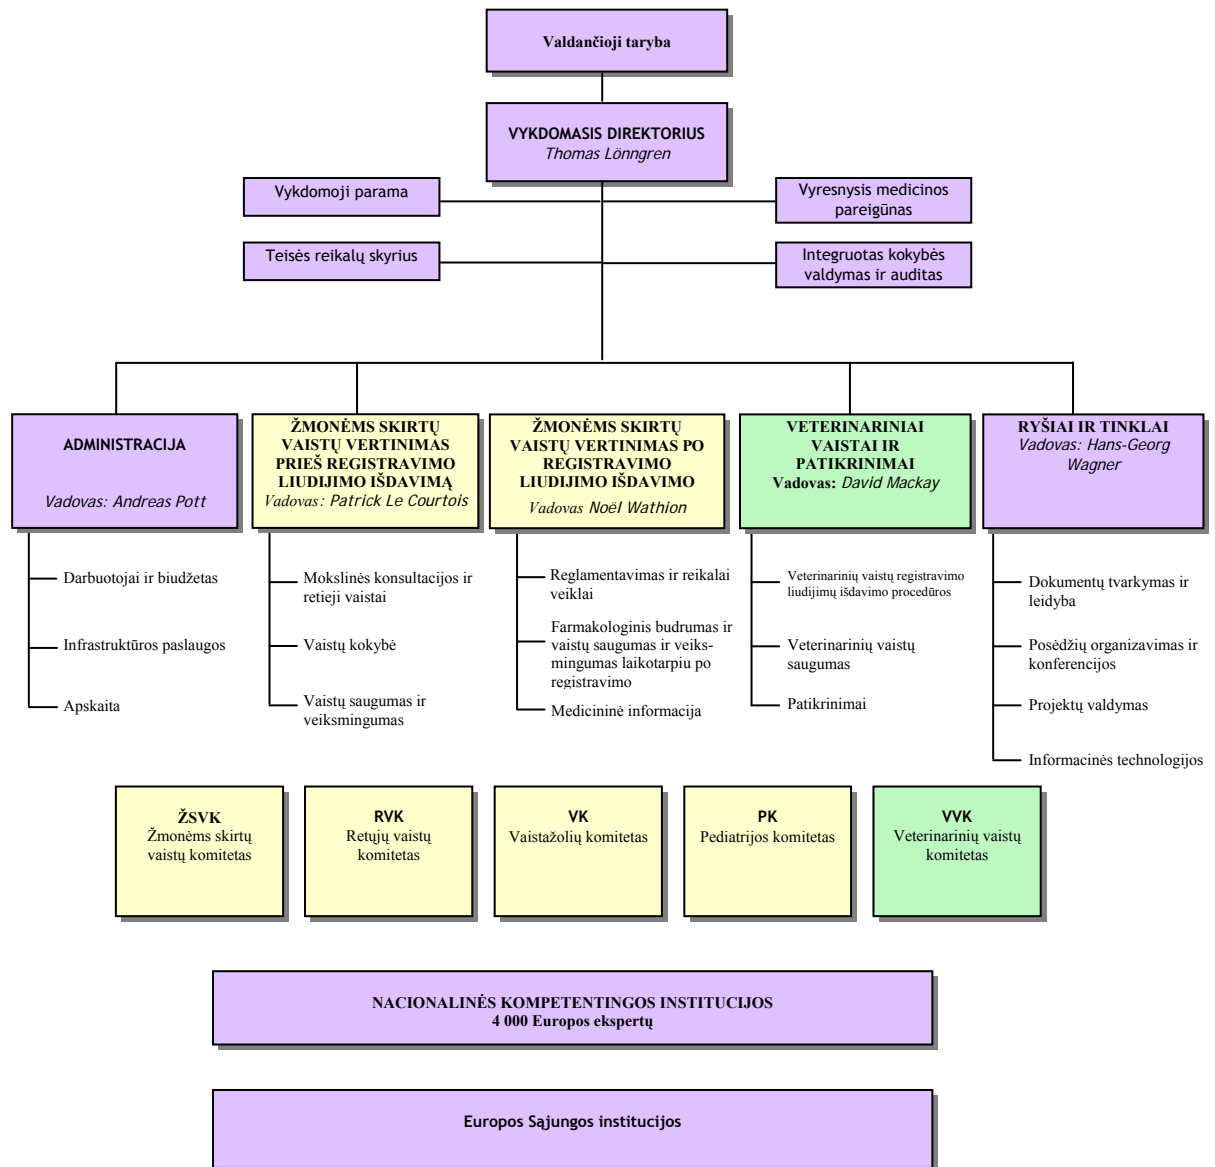 Valdančioji taryba
VYKDOMASIS DIREKTORIUS
Thomas Lönngren
Vykdomoji parama
Vyresnysis medicinos
pareigūnas
Teisės reikalų skyrius
Integruotas kokybės
valdymas ir auditas
ADMINISTRACIJA
Vadovas: Andreas Pott
ŽMONĖMS SKIRTŲ
VAISTŲ VERTINIMAS
PRIEŠ REGISTRAVIMO
LIUDIJIMO IŠDAVIMĄ
Vadovas: Patrick Le Courtois
ŽMONĖMS SKIRTŲ
VAISTŲ VERTINIMAS PO
REGISTRAVIMO
LIUDIJIMO IŠDAVIMO
Vadovas Noël Wathion
VETERINARINIAI
VAISTAI IR
PATIKRINIMAI
Vadovas: David Mackay
RYŠIAI IR TINKLAI
Vadovas: Hans-Georg
Wagner
Darbuotojai ir biudžetas
Infrastruktūros paslaugos
Apskaita
Mokslinės konsultacijos ir
retieji vaistai
Vaistų kokybė
Vaistų saugumas ir
veiksmingumas
Reglamentavimas ir reikalai
veiklai
Farmakologinis budrumas ir
vaistų saugumas ir veiks-
mingumas laikotarpiu po
registravimo
Medicininė informacija
Veterinarinių vaistų registravimo
liudijimų išdavimo procedūros
Veterinarinių vaistų
saugumas
Patikrinimai
Dokumentų tvarkymas ir
leidyba
Posėdžių organizavimas ir
konferencijos
Projektų valdymas
Informacinės technologijos
ŽSVK
Žmonėms skirtų
vaistų komitetas
RVK
Retųjų vaistų
komitetas
VK
Vaistažolių komitetas
PK
Pediatrijos komitetas
VVK
Veterinarinių vaistų
komitetas
NACIONALINĖS KOMPETENTINGOS INSTITUCIJOS
4 000 Europos ekspertų
Europos Sąjungos institucijos